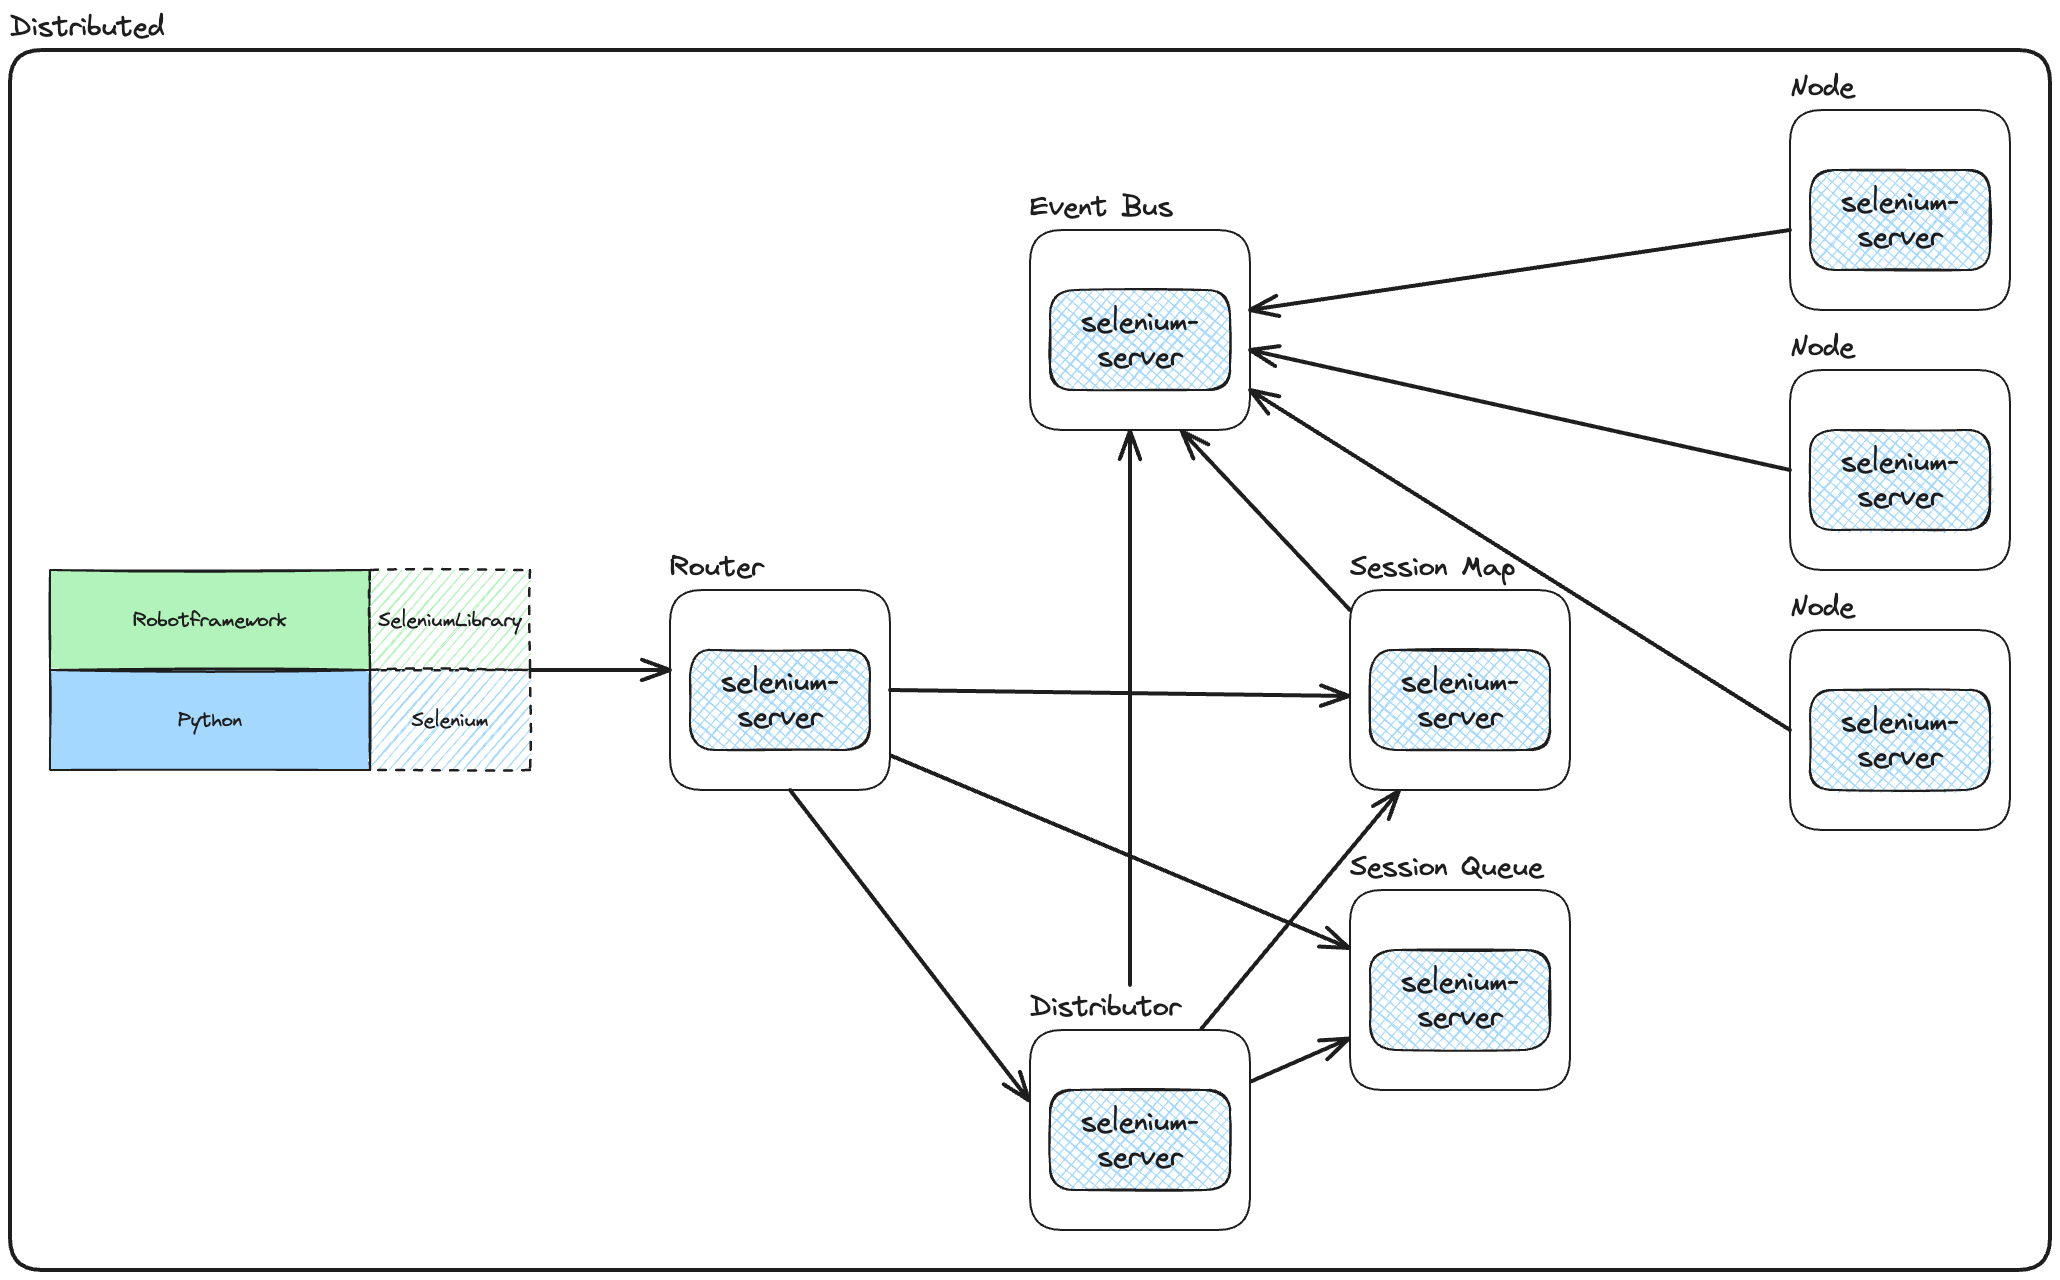 Distributed
Node
selenium-
server
Event Bus
selenium-
server
Node
selenium-
server
Router
selenium-
server
Session Map
selenium-
server
Node
selenium-
server
Robotframework
SeleniumLibrary
Python
Selenium
Session Queue
selenium-
server
Distributor
selenium-
server